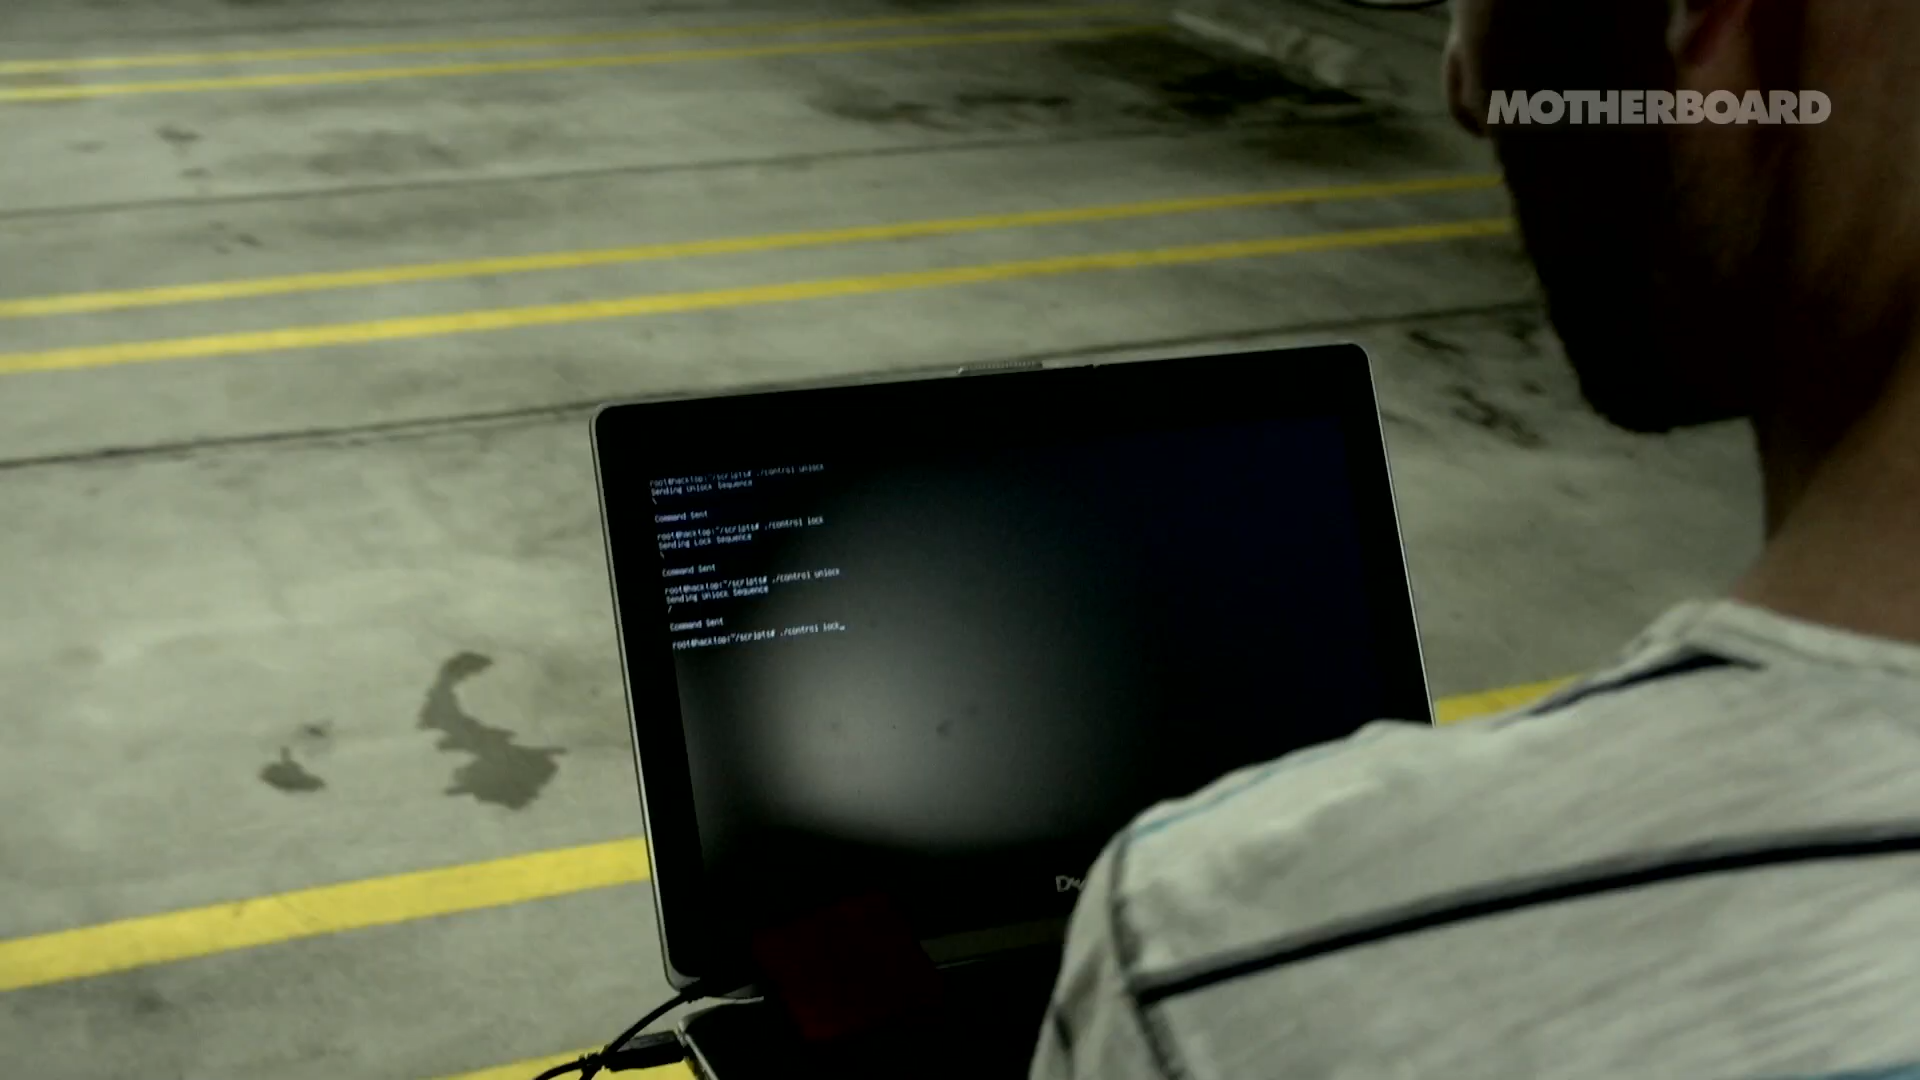 MOTHERBOARD
root@hacktop:~/scripts# ./control unlock
Sending Unlock Sequence
\
Command Sent
root@hacktop:~/scripts# ./control lock
Sending Lock Sequence
\
Command Sent
root@hacktop:~/scripts# ./control unlock
Sending Unlock Sequence
/
Command Sent
root@hacktop:~/scripts# ./control lock_